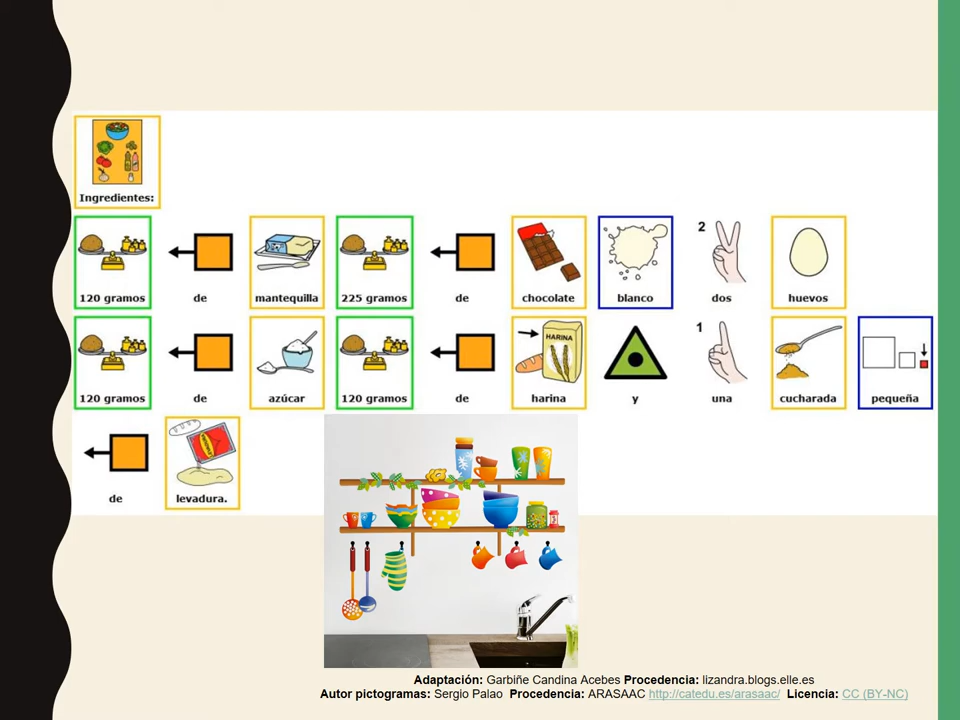 Ingredientes:
120 gramos de mantequilla 225 gramos de chocolate blanco 2 dos huevos
HARINA
120 gramos de azúcar 120 gramos de harina y 1 una cucharada pequeña
de levadura.
Adaptación: Garbiñe Candina Acebes Procedencia: lizandra.blogs.elle.es
Autor pictogramas: Sergio Palao Procedencia: ARASAAC http://catedu.es/arasaac/ Licencia: CC (BY-NC)